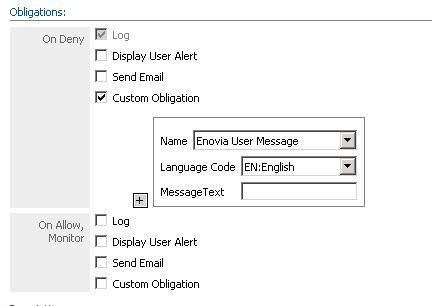 Obligations:
On Deny
Log
Display User Alert
Send Email
Custom Obligation
Name Enovia User Message
Language Code EN:English
MessageText
+
On Allow, Monitor
Log
Display User Alert
Send Email
Custom Obligation